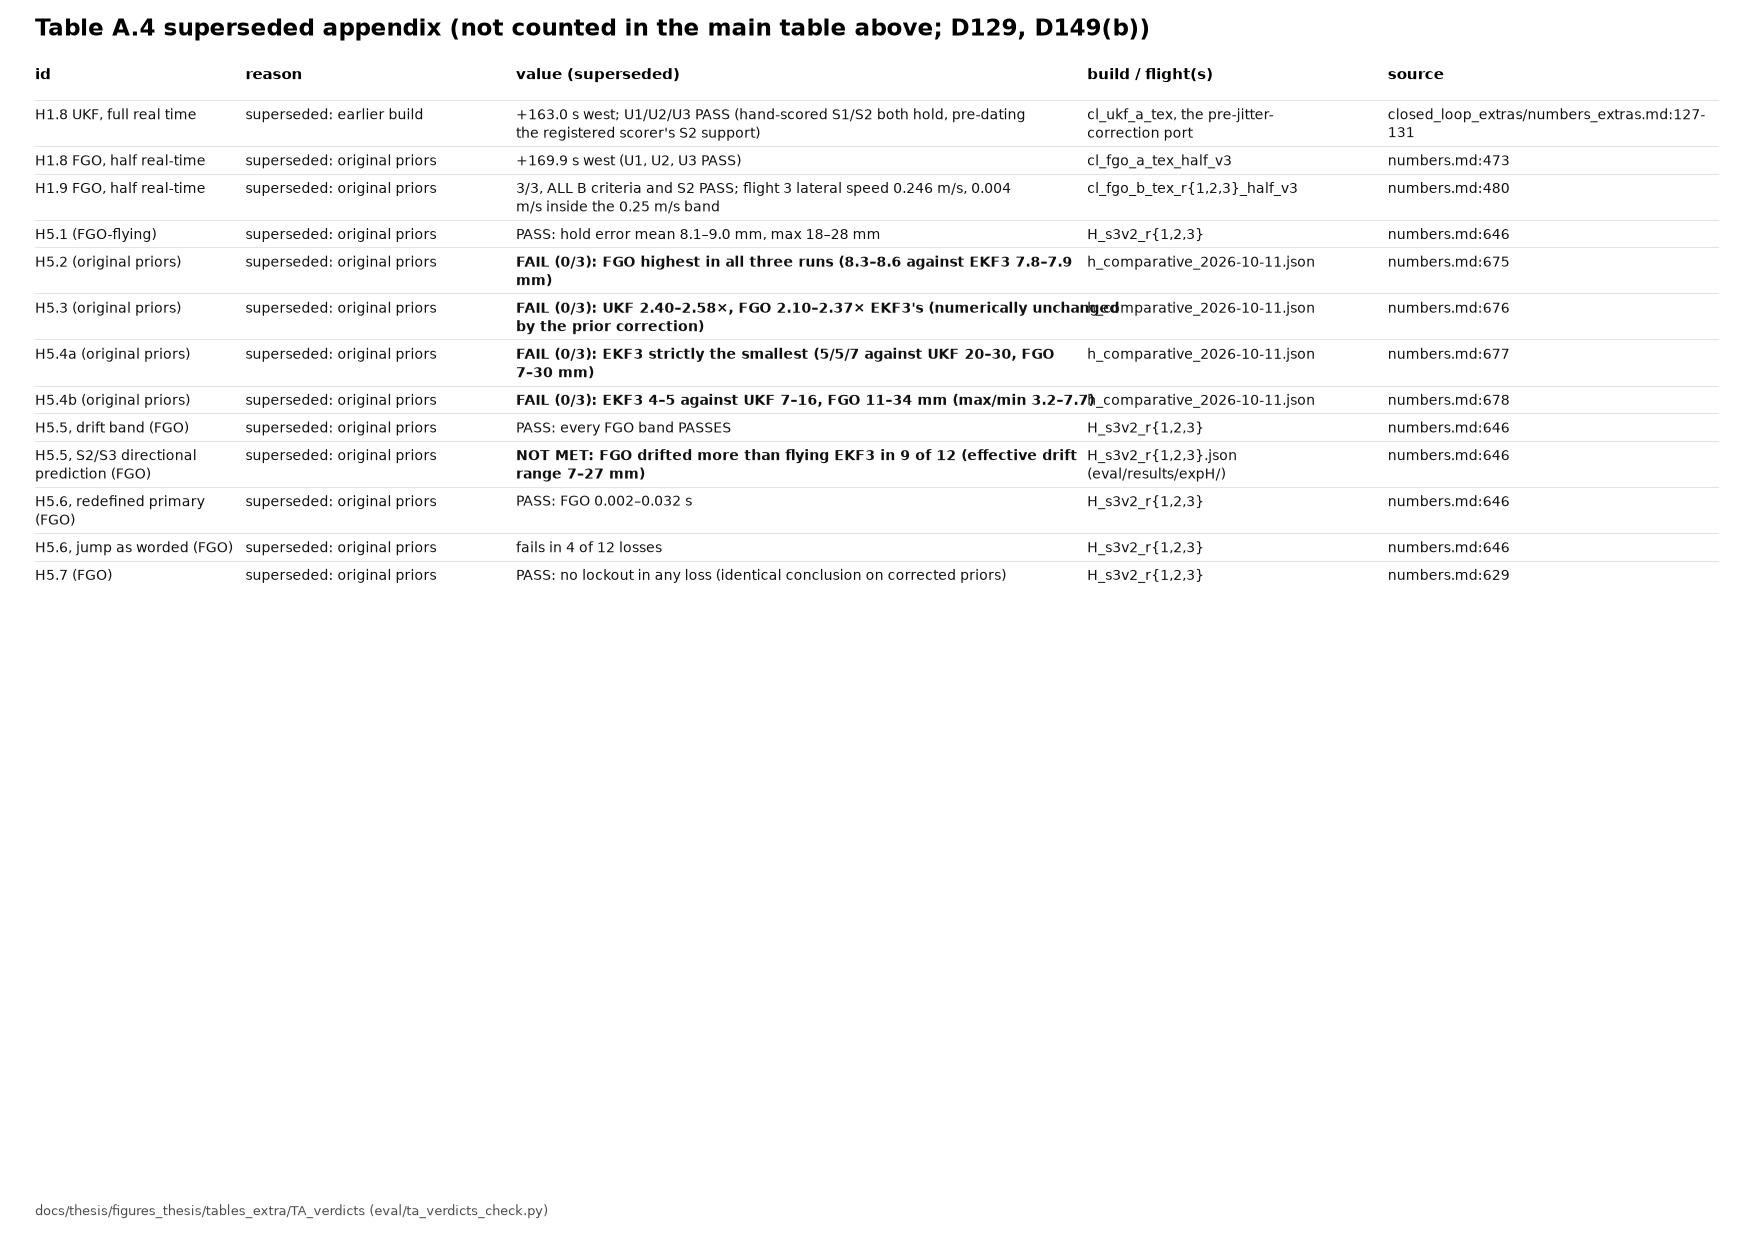 Table A.4 superseded appendix (not counted in the main table above; D129, D149(b))
id reason value (superseded) build / flight(s) source
H1.8 UKF, full real time superseded: earlier build +163.0 s west; U1/U2/U3 PASS (hand-scored S1/S2 both hold, pre-dating cl_ukf_a_tex, the pre-jitter- closed_loop_extras/numbers_extras.md:127-
the registered scorer's S2 support) correction port 131
H1.8 FGO, half real-time superseded: original priors +169.9 s west (U1, U2, U3 PASS) cl_fgo_a_tex_half_v3 numbers.md:473
H1.9 FGO, half real-time superseded: original priors 3/3, ALL B criteria and S2 PASS; flight 3 lateral speed 0.246 m/s, 0.004 cl_fgo_b_tex_r{1,2,3}_half_v3 numbers.md:480
m/s inside the 0.25 m/s band
H5.1 (FGO-flying) superseded: original priors PASS: hold error mean 8.1–9.0 mm, max 18–28 mm H_s3v2_r{1,2,3} numbers.md:646
H5.2 (original priors) superseded: original priors FAIL (0/3): FGO highest in all three runs (8.3–8.6 against EKF3 7.8–7.9 h_comparative_2026-10-11.json numbers.md:675
mm)
H5.3 (original priors) superseded: original priors FAIL (0/3): UKF 2.40–2.58×, FGO 2.10–2.37× EKF3's (numerically unchanged h_comparative_2026-10-11.json numbers.md:676
by the prior correction)
H5.4a (original priors) superseded: original priors FAIL (0/3): EKF3 strictly the smallest (5/5/7 against UKF 20–30, FGO h_comparative_2026-10-11.json numbers.md:677
7–30 mm)
H5.4b (original priors) superseded: original priors FAIL (0/3): EKF3 4–5 against UKF 7–16, FGO 11–34 mm (max/min 3.2–7.7) h_comparative_2026-10-11.json numbers.md:678
H5.5, drift band (FGO) superseded: original priors PASS: every FGO band PASSES H_s3v2_r{1,2,3} numbers.md:646
H5.5, S2/S3 directional superseded: original priors NOT MET: FGO drifted more than flying EKF3 in 9 of 12 (effective drift H_s3v2_r{1,2,3}.json numbers.md:646
prediction (FGO) range 7–27 mm) (eval/results/expH/)
H5.6, redefined primary superseded: original priors PASS: FGO 0.002–0.032 s H_s3v2_r{1,2,3} numbers.md:646
(FGO)
H5.6, jump as worded (FGO) superseded: original priors fails in 4 of 12 losses H_s3v2_r{1,2,3} numbers.md:646
H5.7 (FGO) superseded: original priors PASS: no lockout in any loss (identical conclusion on corrected priors) H_s3v2_r{1,2,3} numbers.md:629
docs/thesis/figures_thesis/tables_extra/TA_verdicts (eval/ta_verdicts_check.py)